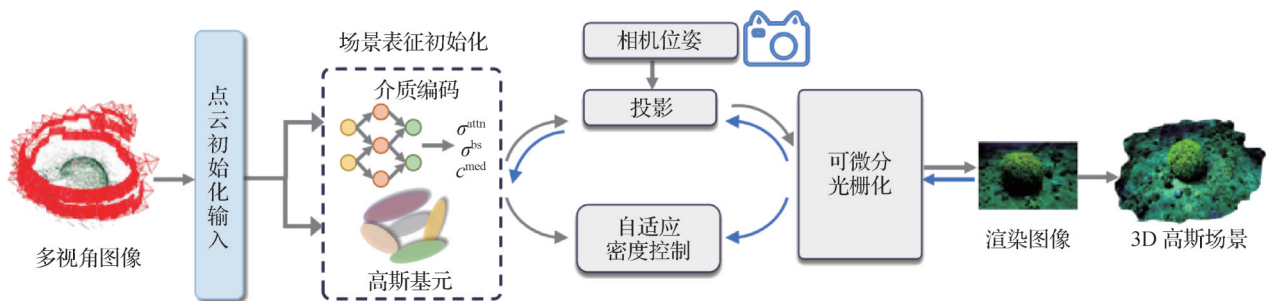 多视角图像
点云初始化输入
场景表征初始化
介质编码
σ^attn
σ^bs
c^med
高斯基元
相机位姿
投影
自适应
密度控制
可微分
光栅化
渲染图像
3D 高斯场景